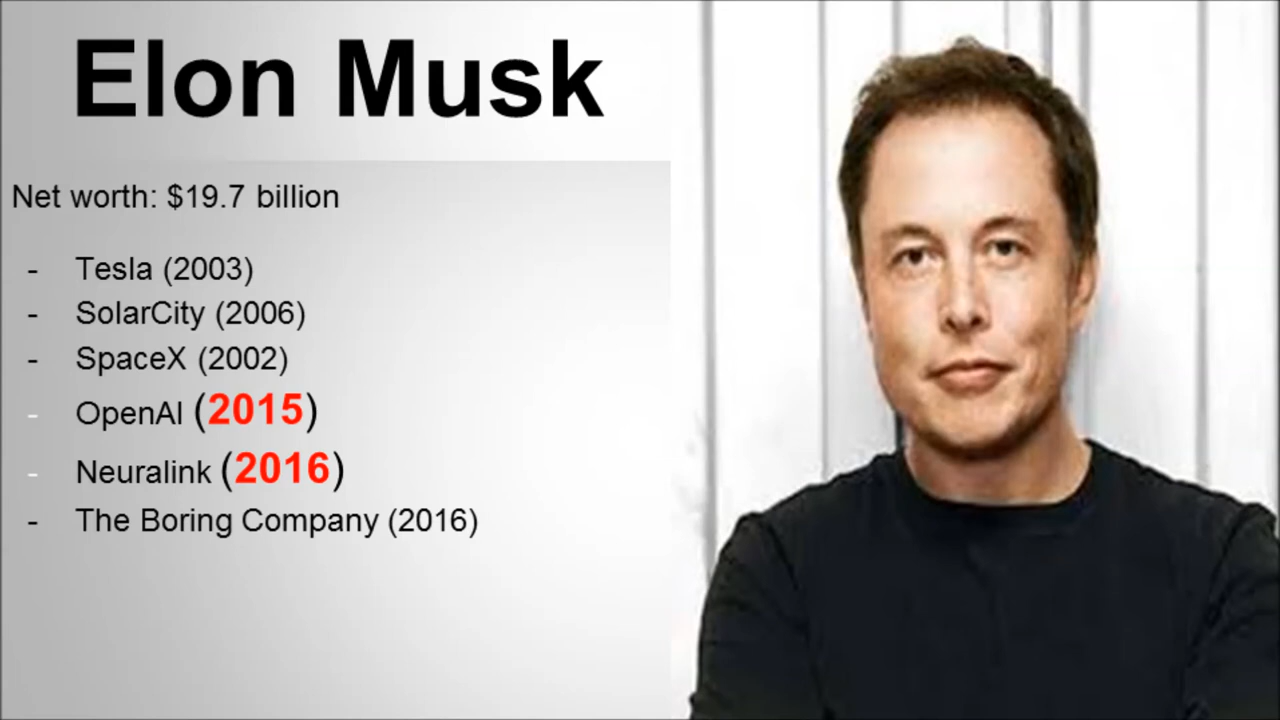 Elon Musk
Net worth: $19.7 billion
- Tesla (2003)
- SolarCity (2006)
- SpaceX (2002)
- OpenAI (2015)
- Neuralink (2016)
- The Boring Company (2016)